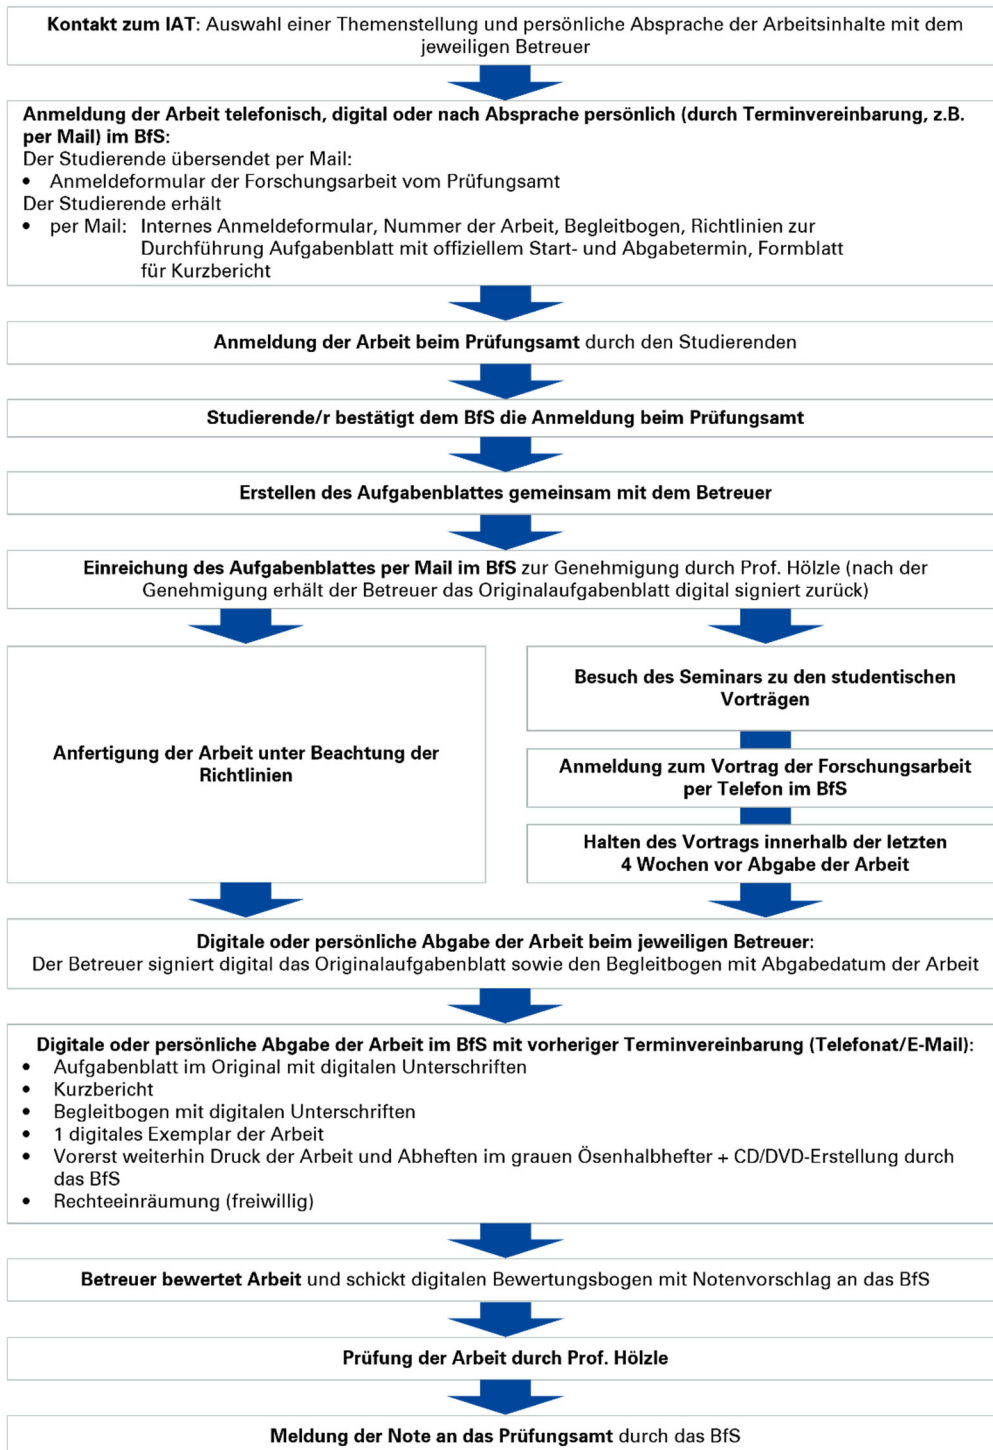 Kontakt zum IAT: Auswahl einer Themenstellung und persönliche Absprache der Arbeitsinhalte mit dem
jeweiligen Betreuer
Anmeldung der Arbeit telefonisch, digital oder nach Absprache persönlich (durch Terminvereinbarung, z.B.
per Mail) im BfS:
Der Studierende übersendet per Mail:
• Anmeldeformular der Forschungsarbeit vom Prüfungsamt
Der Studierende erhält
• per Mail: Internes Anmeldeformular, Nummer der Arbeit, Begleitbogen, Richtlinien zur
Durchführung Aufgabenblatt mit offiziellem Start- und Abgabetermin, Formblatt
für Kurzbericht
Anmeldung der Arbeit beim Prüfungsamt durch den Studierenden
Studierende/r bestätigt dem BfS die Anmeldung beim Prüfungsamt
Erstellen des Aufgabenblattes gemeinsam mit dem Betreuer
Einreichung des Aufgabenblattes per Mail im BfS zur Genehmigung durch Prof. Hölzle (nach der
Genehmigung erhält der Betreuer das Originalaufgabenblatt digital signiert zurück)
Anfertigung der Arbeit unter Beachtung der
Richtlinien
Besuch des Seminars zu den studentischen
Vorträgen
Anmeldung zum Vortrag der Forschungsarbeit
per Telefon im BfS
Halten des Vortrags innerhalb der letzten
4 Wochen vor Abgabe der Arbeit
Digitale oder persönliche Abgabe der Arbeit beim jeweiligen Betreuer:
Der Betreuer signiert digital das Originalaufgabenblatt sowie den Begleitbogen mit Abgabedatum der Arbeit
Digitale oder persönliche Abgabe der Arbeit im BfS mit vorheriger Terminvereinbarung (Telefonat/E-Mail):
• Aufgabenblatt im Original mit digitalen Unterschriften
• Kurzbericht
• Begleitbogen mit digitalen Unterschriften
• 1 digitales Exemplar der Arbeit
• Vorerst weiterhin Druck der Arbeit und Abheften im grauen Ösenhalbhefter + CD/DVD-Erstellung durch
das BfS
• Rechteeinräumung (freiwillig)
Betreuer bewertet Arbeit und schickt digitalen Bewertungsbogen mit Notenvorschlag an das BfS
Prüfung der Arbeit durch Prof. Hölzle
Meldung der Note an das Prüfungsamt durch das BfS